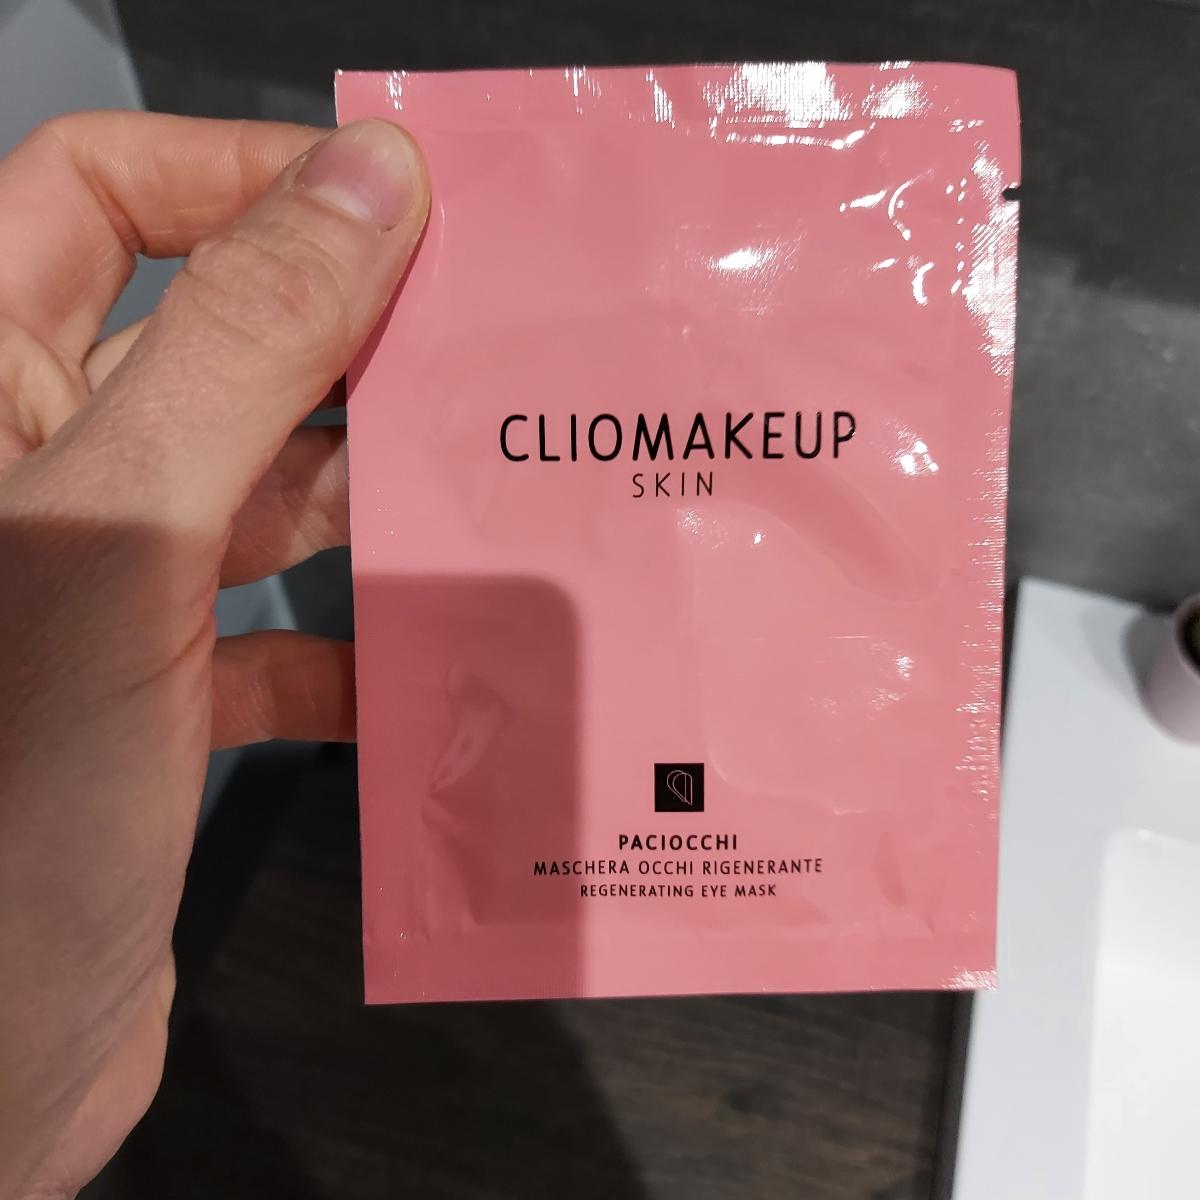 CLIOMAKEUP
SKIN
PACIOCCHI
MASCHERA OCCHI RIGENERANTE
REGENERATING EYE MASK